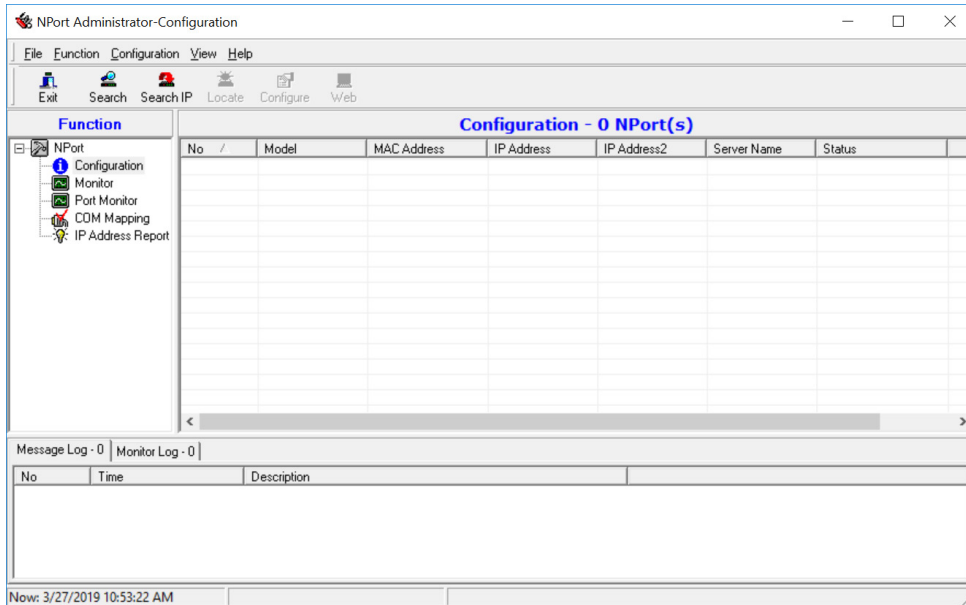 NPort Administrator-Configuration
File Function Configuration View Help
Exit Search Search IP Locate Configure Web
Function
Configuration - 0 NPort(s)
NPort
Configuration
Monitor
Port Monitor
COM Mapping
IP Address Report
No Model MAC Address IP Address IP Address2 Server Name Status
Message Log - 0 Monitor Log - 0
No Time Description
Now: 3/27/2019 10:53:22 AM